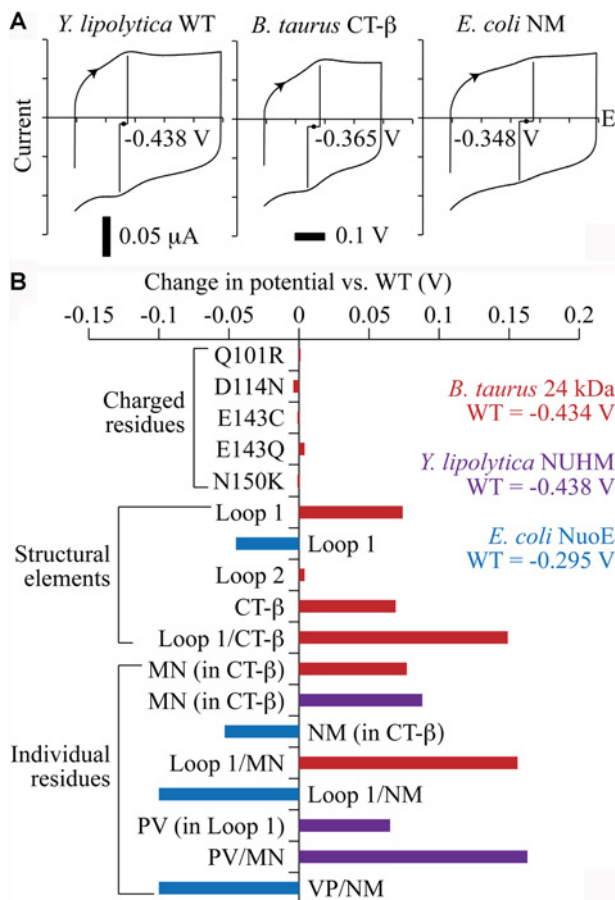 A Y. lipolytica WT B. taurus CT-β E. coli NM
Current
E
-0.438 V -0.365 V -0.348 V
0.05 µA 0.1 V
B Change in potential vs. WT (V)
-0.15 -0.1 -0.05 0 0.05 0.1 0.15 0.2
Q101R
D114N
Charged residues
E143C
E143Q
N150K
B. taurus 24 kDa
WT = -0.434 V
Y. lipolytica NUHM
WT = -0.438 V
E. coli NuoE
WT = -0.295 V
Loop 1
Loop 1
Structural elements
Loop 2
CT-β
Loop 1/CT-β
MN (in CT-β)
MN (in CT-β)
NM (in CT-β)
Individual residues
Loop 1/MN
Loop 1/NM
PV (in Loop 1)
PV/MN
VP/NM